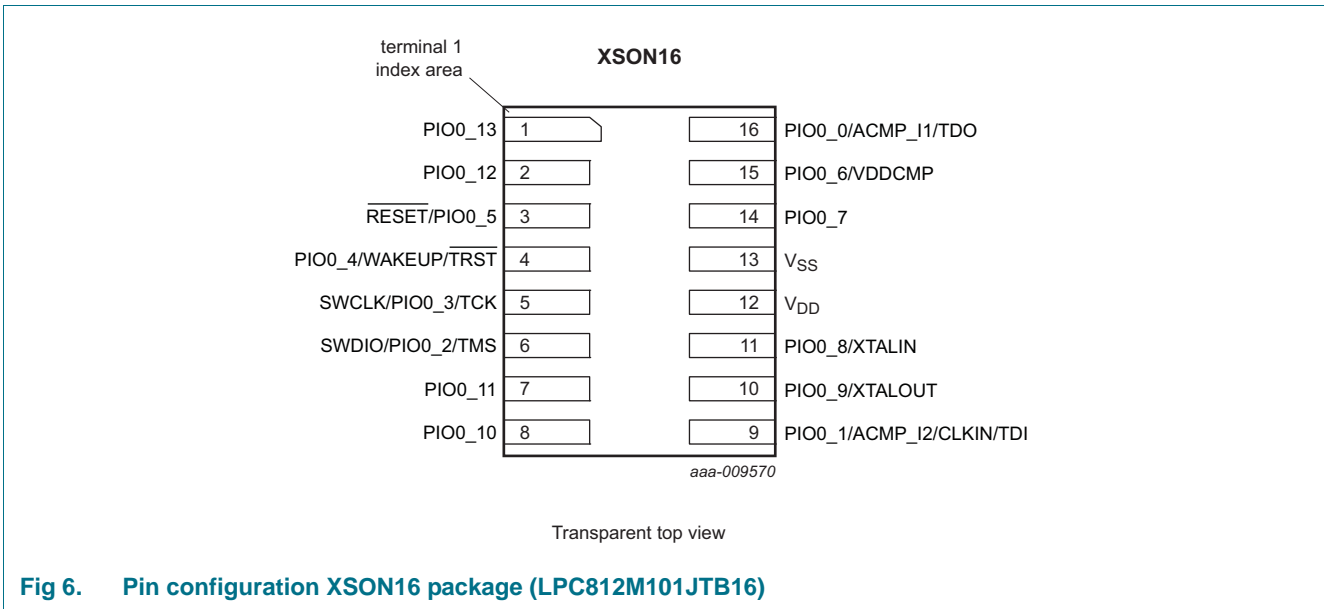 terminal 1
index area
XSON16
PIO0_13 1 16 PIO0_0/ACMP_I1/TDO
PIO0_12 2 15 PIO0_6/VDDCMP
RESET/PIO0_5 3 14 PIO0_7
PIO0_4/WAKEUP/TRST 4 13 VSS
SWCLK/PIO0_3/TCK 5 12 VDD
SWDIO/PIO0_2/TMS 6 11 PIO0_8/XTALIN
PIO0_11 7 10 PIO0_9/XTALOUT
PIO0_10 8 9 PIO0_1/ACMP_I2/CLKIN/TDI
aaa-009570
Transparent top view
Fig 6. Pin configuration XSON16 package (LPC812M101JTB16)